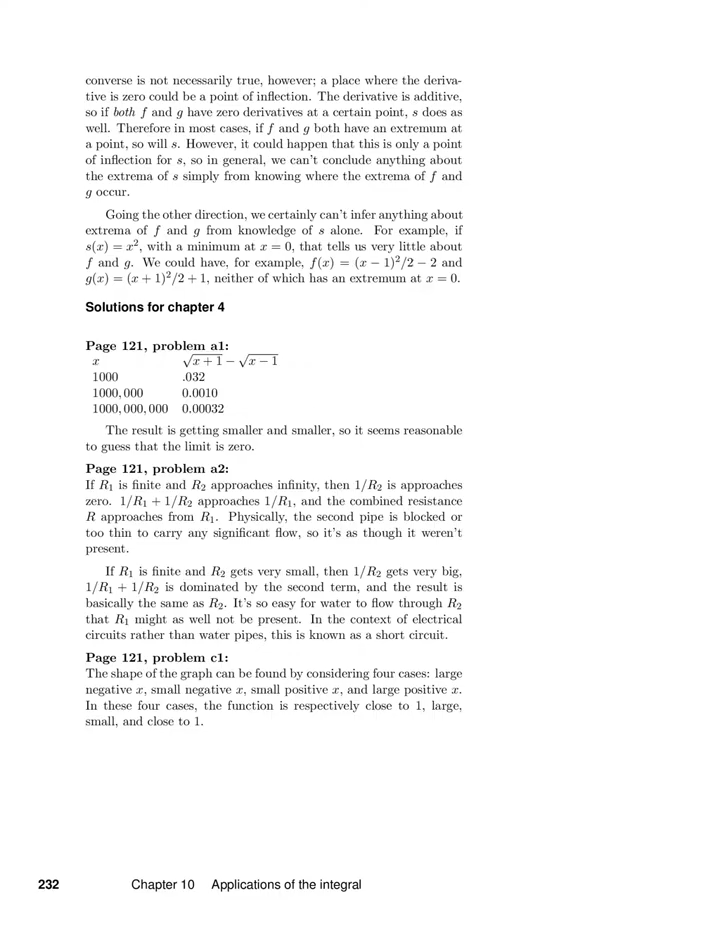 converse is not necessarily true, however; a place where the deriva-
tive is zero could be a point of inflection. The derivative is additive,
so if both f and g have zero derivatives at a certain point, s does as
well. Therefore in most cases, if f and g both have an extremum at
a point, so will s. However, it could happen that this is only a point
of inflection for s, so in general, we can't conclude anything about
the extrema of s simply from knowing where the extrema of f and
g occur.
Going the other direction, we certainly can't infer anything about
extrema of f and g from knowledge of s alone. For example, if
s(x) = x², with a minimum at x = 0, that tells us very little about
f and g. We could have, for example, f(x) = (x − 1)²/2 − 2 and
g(x) = (x + 1)²/2 + 1, neither of which has an extremum at x = 0.
Solutions for chapter 4
Page 121, problem a1:
x √(x + 1) − √(x − 1)
1000 .032
1000, 000 0.0010
1000, 000, 000 0.00032
The result is getting smaller and smaller, so it seems reasonable
to guess that the limit is zero.
Page 121, problem a2:
If R₁ is finite and R₂ approaches infinity, then 1/R₂ is approaches
zero. 1/R₁ + 1/R₂ approaches 1/R₁, and the combined resistance
R approaches from R₁. Physically, the second pipe is blocked or
too thin to carry any significant flow, so it's as though it weren't
present.
If R₁ is finite and R₂ gets very small, then 1/R₂ gets very big,
1/R₁ + 1/R₂ is dominated by the second term, and the result is
basically the same as R₂. It's so easy for water to flow through R₂
that R₁ might as well not be present. In the context of electrical
circuits rather than water pipes, this is known as a short circuit.
Page 121, problem c1:
The shape of the graph can be found by considering four cases: large
negative x, small negative x, small positive x, and large positive x.
In these four cases, the function is respectively close to 1, large,
small, and close to 1.
232 Chapter 10 Applications of the integral